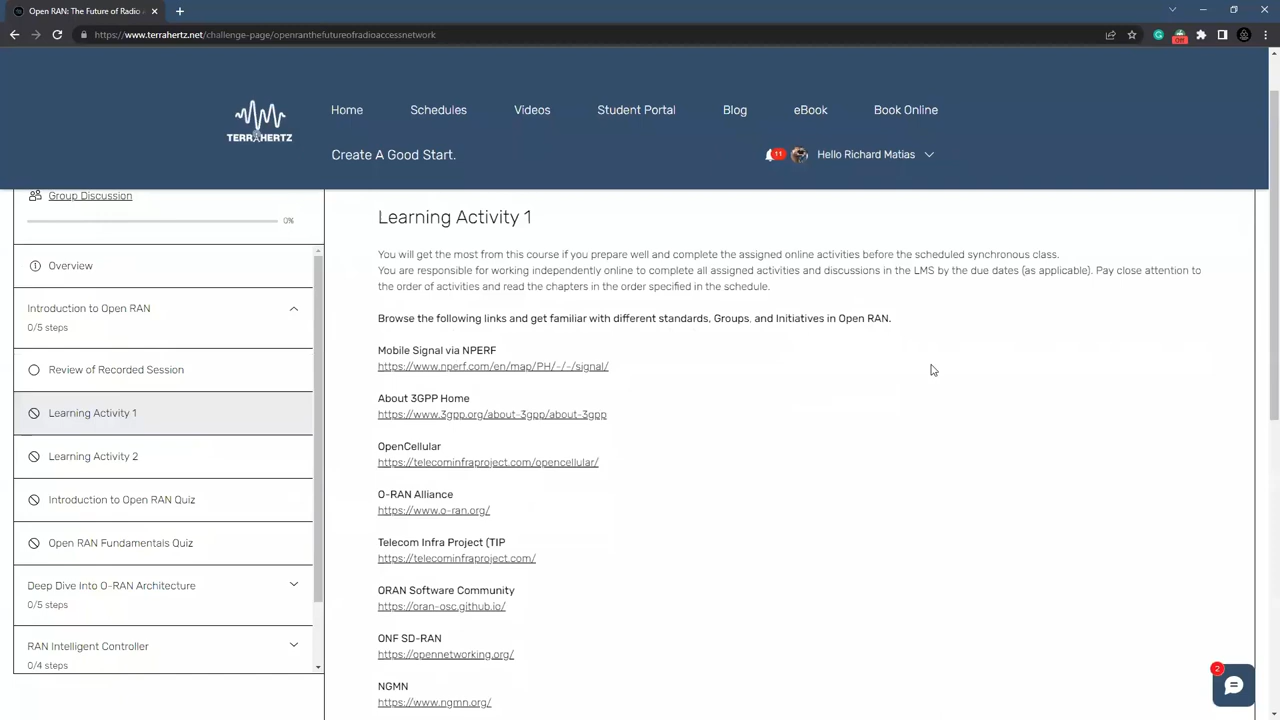 Open RAN: The Future of Radio
https://www.terrahertz.net/challenge-page/openranthefutureofradioaccessnetwork
Off
TERRAHERTZ
Home
Schedules
Videos
Student Portal
Blog
eBook
Book Online
Create A Good Start.
11
Hello Richard Matias
Group Discussion
0%
Overview
Introduction to Open RAN
0/5 steps
Review of Recorded Session
Learning Activity 1
Learning Activity 2
Introduction to Open RAN Quiz
Open RAN Fundamentals Quiz
Deep Dive Into O-RAN Architecture
0/5 steps
RAN Intelligent Controller
0/4 steps
Learning Activity 1
You will get the most from this course if you prepare well and complete the assigned online activities before the scheduled synchronous class.
You are responsible for working independently online to complete all assigned activities and discussions in the LMS by the due dates (as applicable). Pay close attention to
the order of activities and read the chapters in the order specified in the schedule.
Browse the following links and get familiar with different standards, Groups, and Initiatives in Open RAN.
Mobile Signal via NPERF
https://www.nperf.com/en/map/PH/-/-/signal/
About 3GPP Home
https://www.3gpp.org/about-3gpp/about-3gpp
OpenCellular
https://telecominfraproject.com/opencellular/
O-RAN Alliance
https://www.o-ran.org/
Telecom Infra Project (TIP
https://telecominfraproject.com/
ORAN Software Community
https://oran-osc.github.io/
ONF SD-RAN
https://opennetworking.org/
NGMN
https://www.ngmn.org/
2